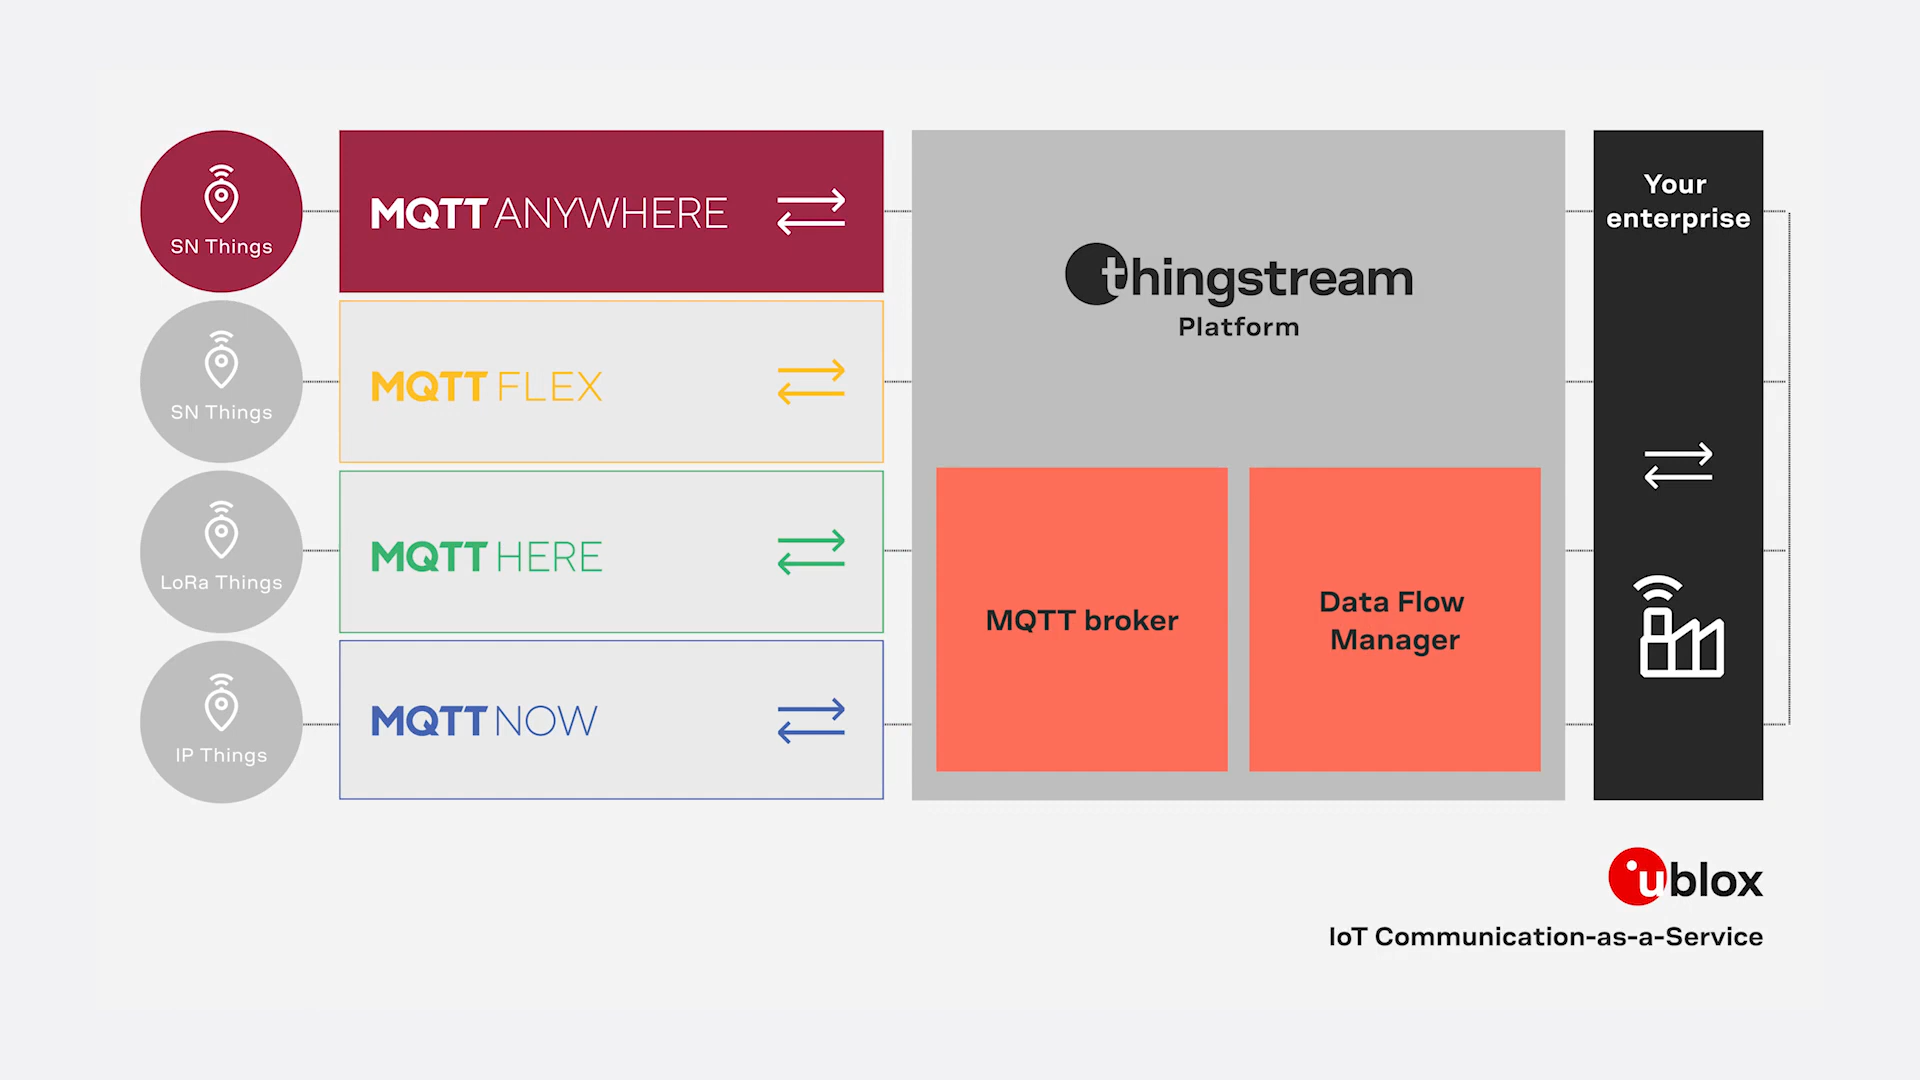 SN Things
MQTT ANYWHERE
SN Things
MQTT FLEX
LoRa Things
MQTT HERE
IP Things
MQTT NOW
thingstream
Platform
MQTT broker
Data Flow
Manager
Your
enterprise
ublox
IoT Communication-as-a-Service